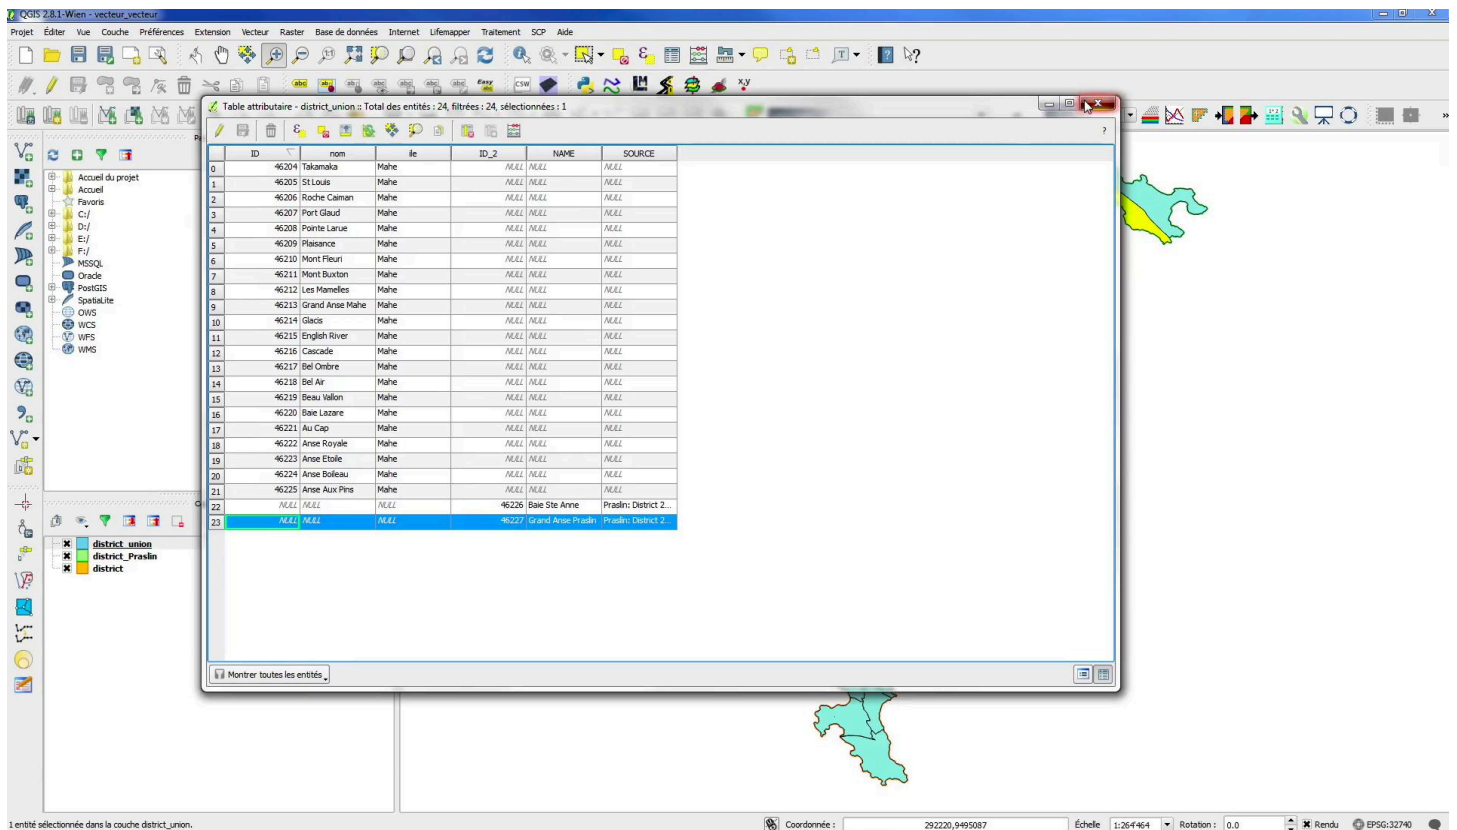 QGIS 2.8.1-Wien - vecteur_vecteur
Projet Éditer Vue Couche Préférences Extension Vecteur Raster Base de données Internet Lifemapper Traitement SCP Aide
Table attributaire - district_union :: Total des entités : 24, filtrées : 24, sélectionnées : 1
ID nom ile ID_2 NAME SOURCE
0 46204 Takamaka Mahe NULL NULL NULL
1 46205 St Louis Mahe NULL NULL NULL
2 46206 Roche Caiman Mahe NULL NULL NULL
3 46207 Port Glaud Mahe NULL NULL NULL
4 46208 Pointe Larue Mahe NULL NULL NULL
5 46209 Plaisance Mahe NULL NULL NULL
6 46210 Mont Fleuri Mahe NULL NULL NULL
7 46211 Mont Buxton Mahe NULL NULL NULL
8 46212 Les Mamelles Mahe NULL NULL NULL
9 46213 Grand Anse Mahe Mahe NULL NULL NULL
10 46214 Glacis Mahe NULL NULL NULL
11 46215 English River Mahe NULL NULL NULL
12 46216 Cascade Mahe NULL NULL NULL
13 46217 Bel Ombre Mahe NULL NULL NULL
14 46218 Bel Air Mahe NULL NULL NULL
15 46219 Beau Vallon Mahe NULL NULL NULL
16 46220 Baie Lazare Mahe NULL NULL NULL
17 46221 Au Cap Mahe NULL NULL NULL
18 46222 Anse Royale Mahe NULL NULL NULL
19 46223 Anse Etoile Mahe NULL NULL NULL
20 46224 Anse Boileau Mahe NULL NULL NULL
21 46225 Anse Aux Pins Mahe NULL NULL NULL
22 NULL NULL NULL 46226 Baie Ste Anne Praslin: District 2...
23 NULL NULL NULL 46227 Grand Anse Praslin Praslin: District 2...
Montrer toutes les entités
Accueil du projet
Accueil
Favoris
C:/
D:/
E:/
F:/
MSSQL
Oracle
PostGIS
SpatiaLite
OWS
WCS
WFS
WMS
district_union
district_Praslin
district
1 entité sélectionnée dans la couche district_union.
Coordonnée : 292220,9495087 Échelle 1:264'464 Rotation : 0.0 Rendu EPSG:32740